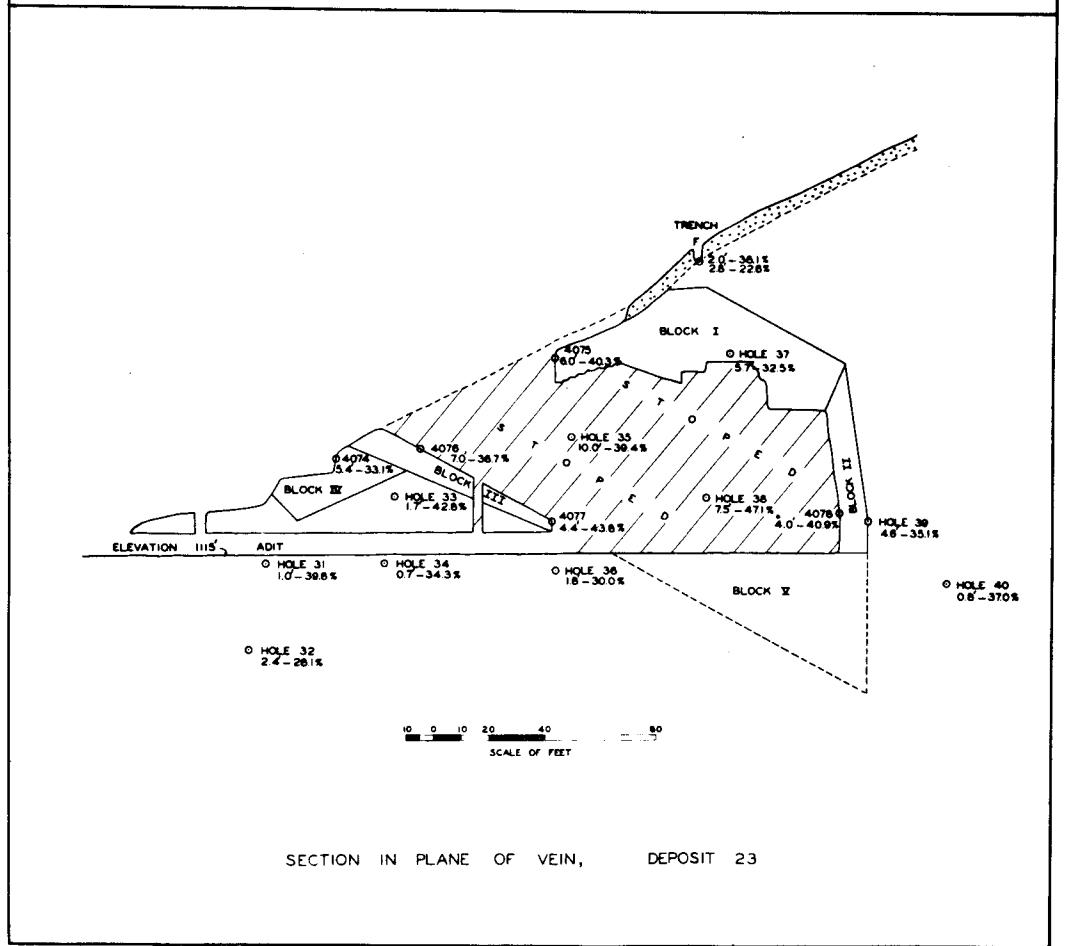 TRENCH
F
2.0' – 36.1%
2.8' – 22.8%
BLOCK I
4075
6.0' – 40.3%
HOLE 37
5.7' – 32.5%
STOPED
STOPED
HOLE 35
10.0' – 39.4%
4076
7.0' – 36.7%
4074
5.4' – 33.1%
BLOCK III
BLOCK II
BLOCK IV
HOLE 33
1.7' – 42.8%
HOLE 38
7.5' – 47.1%
4078
4.0' – 40.9%
4077
4.4' – 43.8%
HOLE 39
4.6' – 35.1%
ELEVATION 1115' ADIT
HOLE 31
1.0' – 39.8%
HOLE 34
0.7' – 34.3%
HOLE 36
1.8' – 30.0%
BLOCK V
HOLE 40
0.8' – 37.0%
HOLE 32
2.4' – 28.1%
10 0 10 20 40 80
SCALE OF FEET
SECTION IN PLANE OF VEIN, DEPOSIT 23